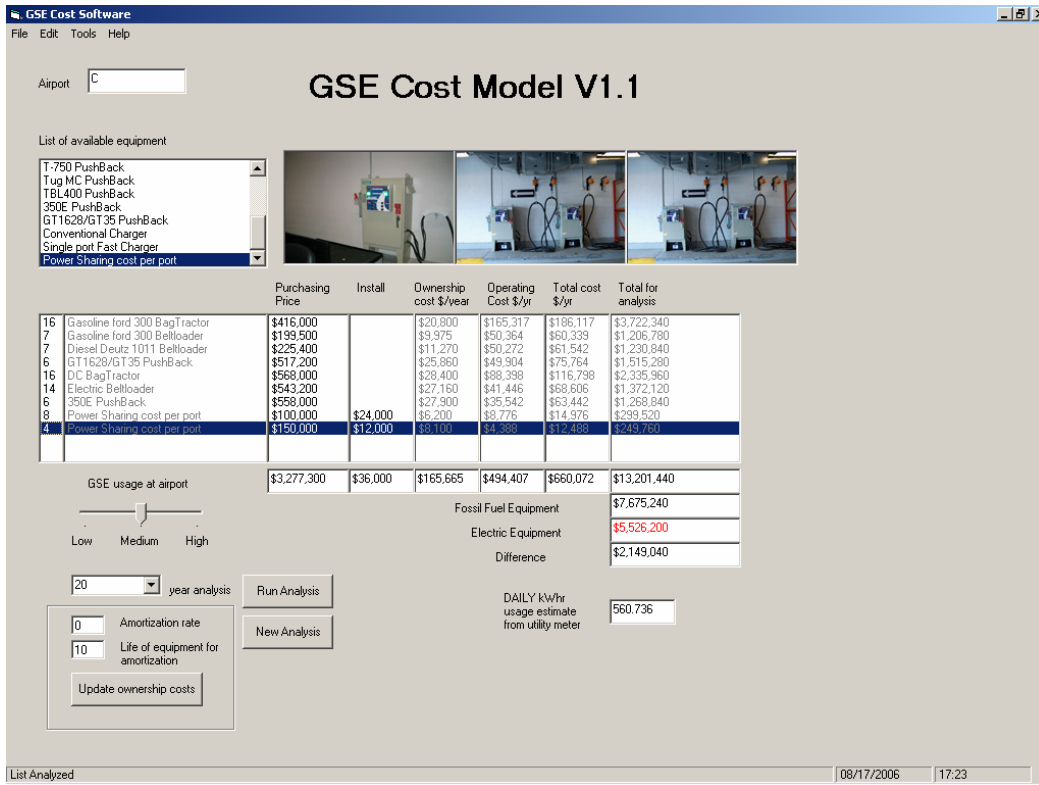 GSE Cost Software
File Edit Tools Help
Airport C
GSE Cost Model V1.1
List of available equipment
T-750 PushBack
Tug MC PushBack
TBL400 PushBack
350E PushBack
GT1628/GT35 PushBack
Conventional Charger
Single port Fast Charger
Power Sharing cost per port
Purchasing Price Install Ownership cost $/year Operating Cost $/yr Total cost $/yr Total for analysis
16 Gasoline ford 300 BagTractor $416,000 $20,800 $165,317 $186,117 $3,722,340
7 Gasoline ford 300 Beltloader $199,500 $9,975 $50,364 $60,339 $1,206,780
7 Diesel Deutz 1011 Beltloader $225,400 $11,270 $50,272 $61,542 $1,230,840
6 GT1628/GT35 PushBack $517,200 $25,860 $49,904 $75,764 $1,515,280
16 DC BagTractor $568,000 $28,400 $88,398 $116,798 $2,335,960
14 Electric Beltloader $543,200 $27,160 $41,446 $68,606 $1,372,120
6 350E PushBack $558,000 $27,900 $35,542 $63,442 $1,268,840
8 Power Sharing cost per port $100,000 $24,000 $6,200 $8,776 $14,976 $299,520
4 Power Sharing cost per port $150,000 $12,000 $8,100 $4,388 $12,488 $249,760
$3,277,300 $36,000 $165,665 $494,407 $660,072 $13,201,440
GSE usage at airport
Low Medium High
Fossil Fuel Equipment $7,675,240
Electric Equipment $5,526,200
Difference $2,149,040
20 year analysis
Run Analysis
New Analysis
DAILY kWhr
usage estimate
from utility meter
560.736
0 Amortization rate
10 Life of equipment for
amortization
Update ownership costs
List Analyzed
08/17/2006 17:23